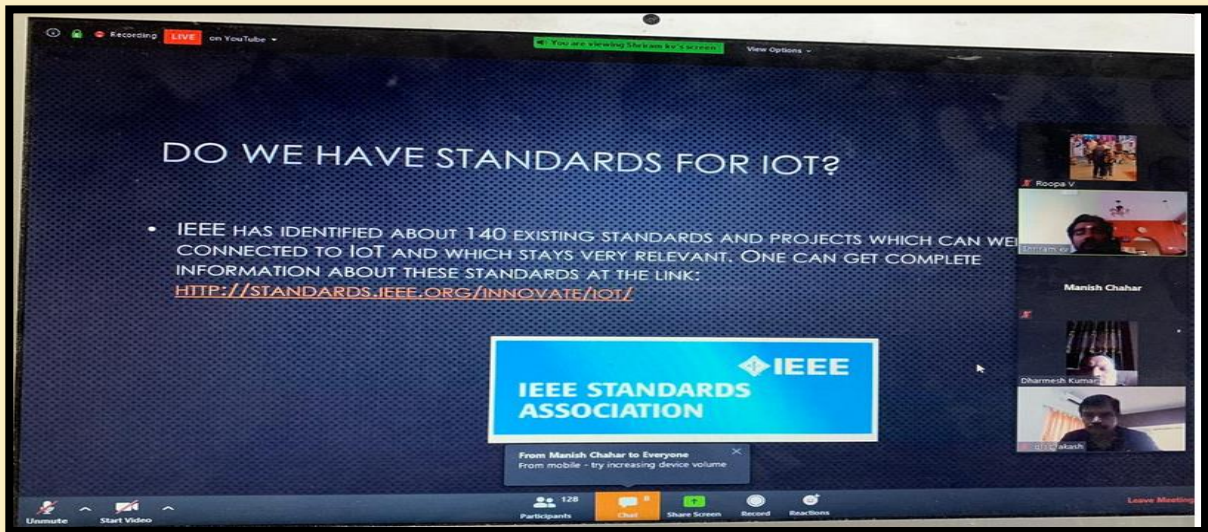 Recording LIVE on YouTube
You are viewing Shriram kv's screen View Options
DO WE HAVE STANDARDS FOR IOT?
• IEEE HAS IDENTIFIED ABOUT 140 EXISTING STANDARDS AND PROJECTS WHICH CAN
CONNECTED TO IOT AND WHICH STAYS VERY RELEVANT. ONE CAN GET COMPLETE
INFORMATION ABOUT THESE STANDARDS AT THE LINK:
HTTP://STANDARDS.IEEE.ORG/INNOVATE/IOT/
IEEE
IEEE STANDARDS
ASSOCIATION
Roopa V
Shriram kv
Manish Chahar
Dharmesh Kumar
From Manish Chahar to Everyone
From mobile - try increasing device volume
Unmute
Start Video
128
Participants
8
Chat
Share Screen
Record
Reactions
Leave Meeting